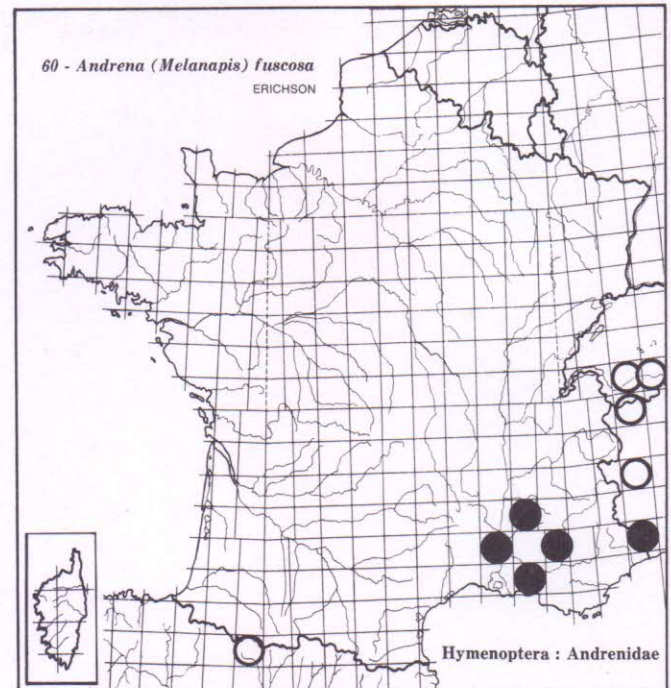 60 - Andrena (Melanapis) fuscosa
ERICHSON
Hymenoptera : Andrenidae